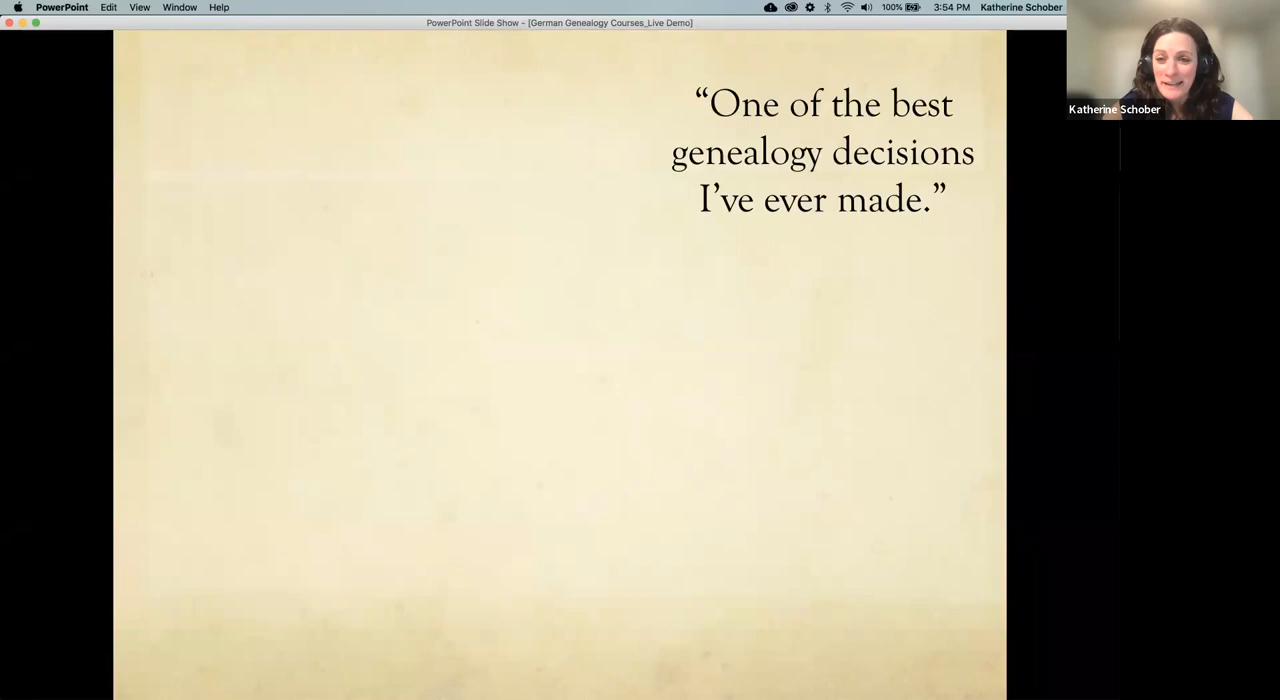 PowerPoint Edit View Window Help 100% 3:54 PM Katherine Schober
PowerPoint Slide Show - [German Genealogy Courses_Live Demo]
Katherine Schober
“One of the best
genealogy decisions
I’ve ever made.”